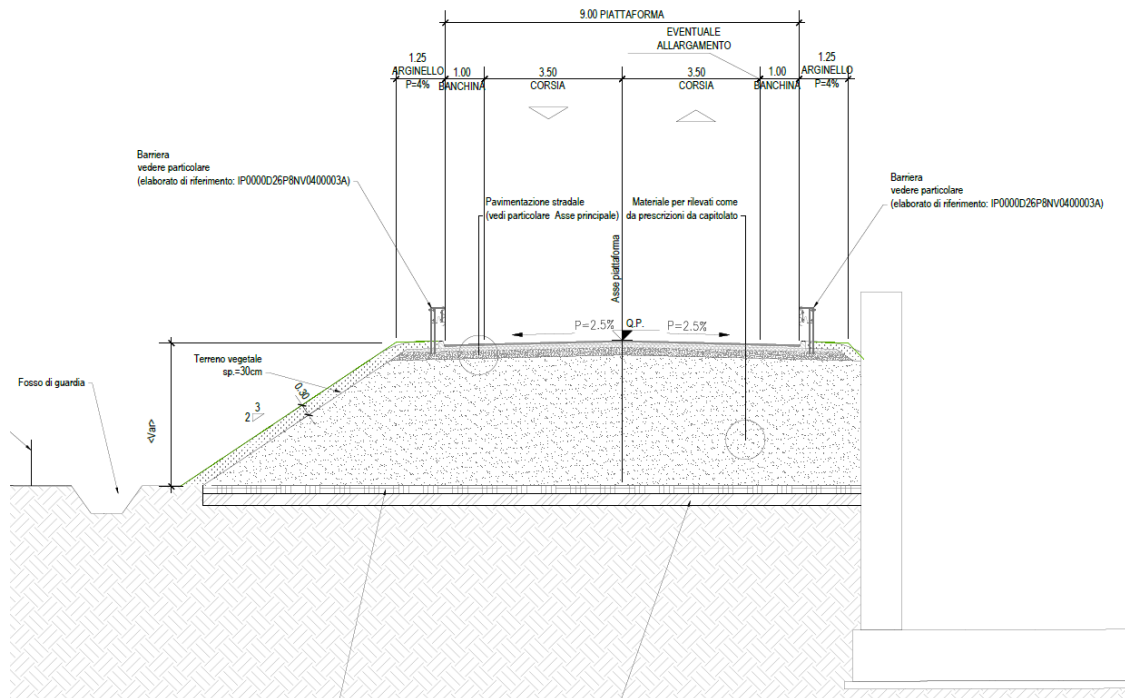 9.00 PIATTAFORMA
EVENTUALE
ALLARGAMENTO
1.25
ARGINELLO
P=4%
1.00
BANCHINA
3.50
CORSIA
3.50
CORSIA
1.00
BANCHINA
1.25
ARGINELLO
P=4%
Barriera
vedere particolare
(elaborato di riferimento: IP0000D26P8NV0400003A)
Barriera
vedere particolare
(elaborato di riferimento: IP0000D26P8NV0400003A)
Pavimentazione stradale
(vedi particolare Asse principale)
Materiale per rilevati come
da prescrizioni da capitolato
Asse piattaforma
P=2.5%
Q.P.
P=2.5%
Terreno vegetale
sp.=30cm
Fosso di guardia
0.30
3
2
<Var>